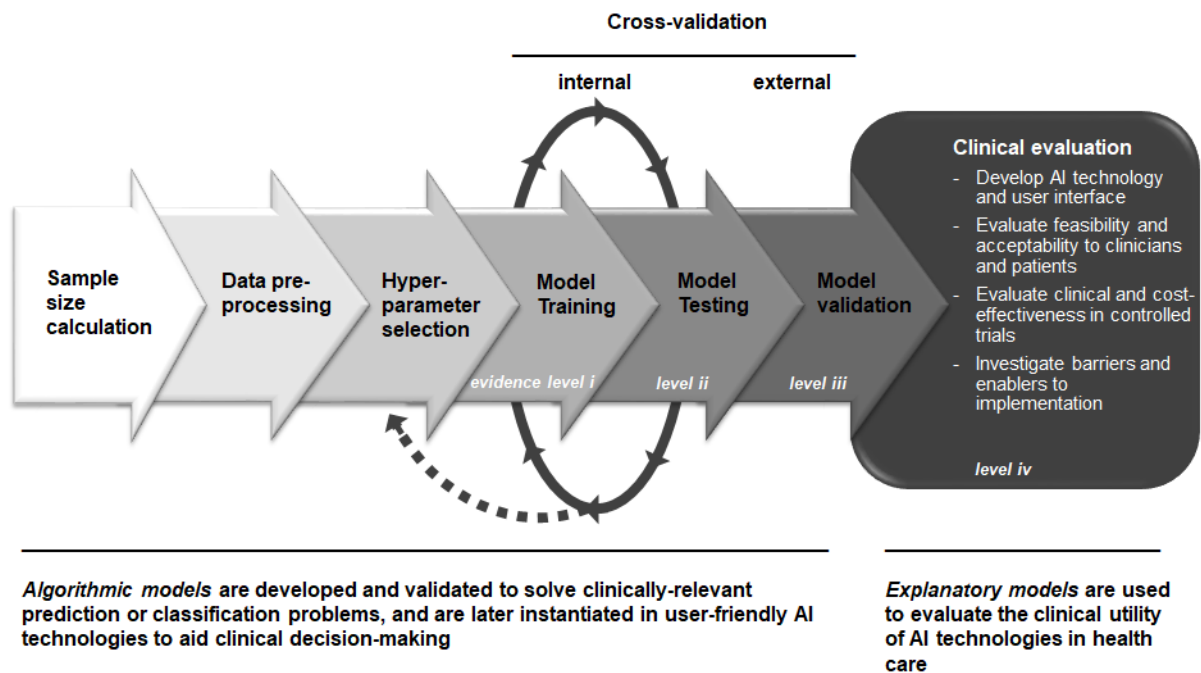 Cross-validation
internal
external
Sample
size
calculation
Data pre-
processing
Hyper-
parameter
selection
Model
Training
Model
Testing
Model
validation
evidence level i
level ii
level iii
Clinical evaluation
- Develop AI technology
and user interface
- Evaluate feasibility and
acceptability to clinicians
and patients
- Evaluate clinical and cost-
effectiveness in controlled
trials
- Investigate barriers and
enablers to
implementation
level iv
Algorithmic models are developed and validated to solve clinically-relevant
prediction or classification problems, and are later instantiated in user-friendly AI
technologies to aid clinical decision-making
Explanatory models are used
to evaluate the clinical utility
of AI technologies in health
care